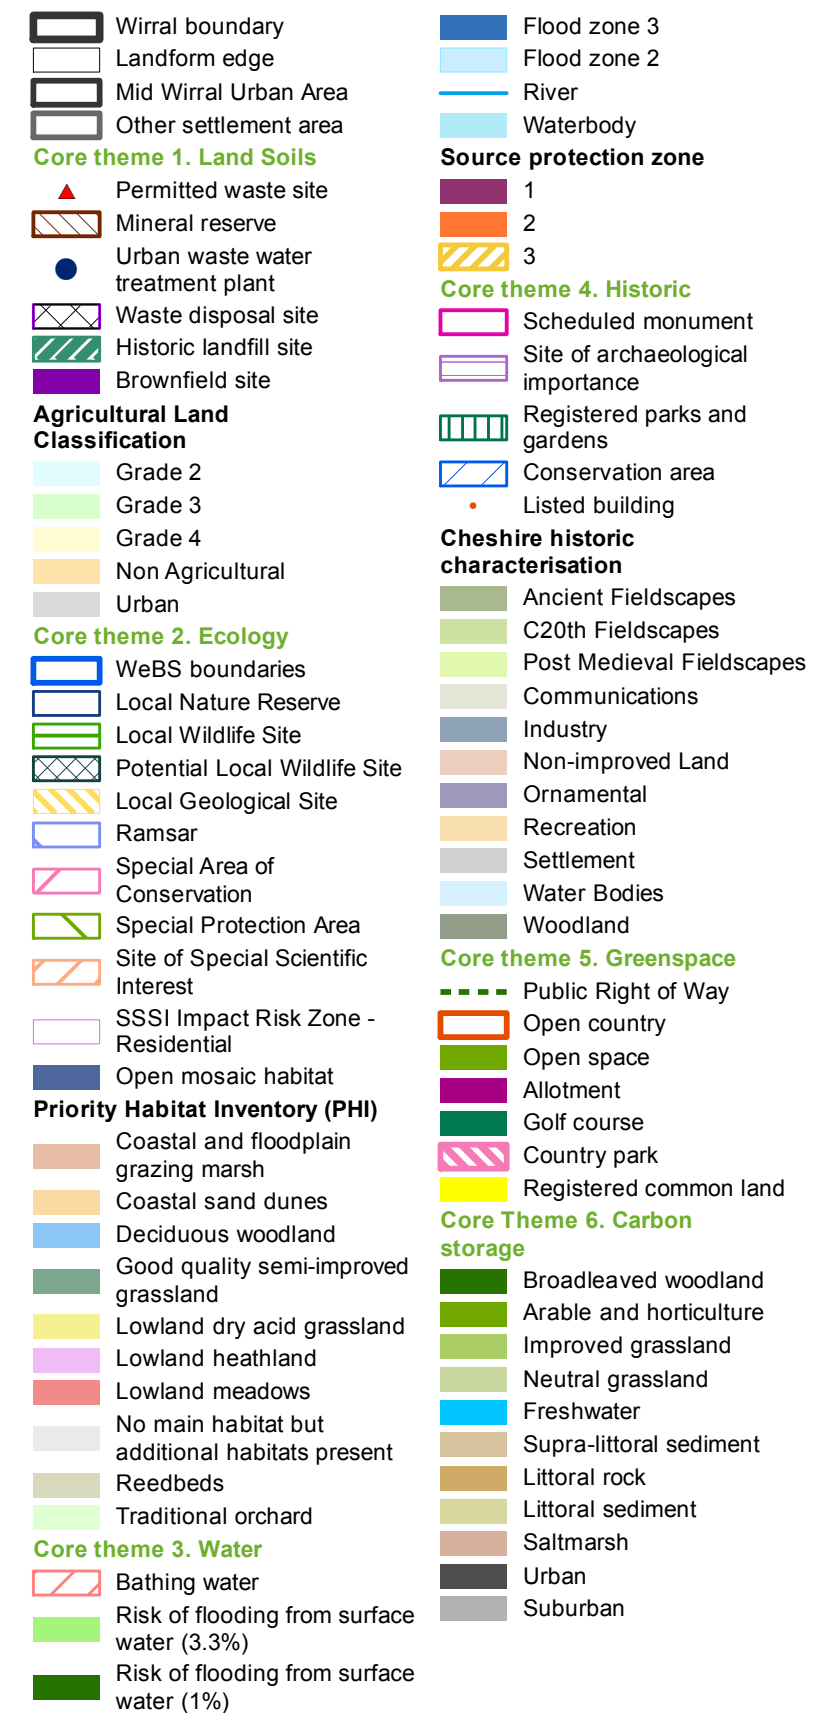 Wirral boundary
Landform edge
Mid Wirral Urban Area
Other settlement area
Core theme 1. Land Soils
Permitted waste site
Mineral reserve
Urban waste water
treatment plant
Waste disposal site
Historic landfill site
Brownfield site
Agricultural Land
Classification
Grade 2
Grade 3
Grade 4
Non Agricultural
Urban
Core theme 2. Ecology
WeBS boundaries
Local Nature Reserve
Local Wildlife Site
Potential Local Wildlife Site
Local Geological Site
Ramsar
Special Area of
Conservation
Special Protection Area
Site of Special Scientific
Interest
SSSI Impact Risk Zone -
Residential
Open mosaic habitat
Priority Habitat Inventory (PHI)
Coastal and floodplain
grazing marsh
Coastal sand dunes
Deciduous woodland
Good quality semi-improved
grassland
Lowland dry acid grassland
Lowland heathland
Lowland meadows
No main habitat but
additional habitats present
Reedbeds
Traditional orchard
Core theme 3. Water
Bathing water
Risk of flooding from surface
water (3.3%)
Risk of flooding from surface
water (1%)
Flood zone 3
Flood zone 2
River
Waterbody
Source protection zone
1
2
3
Core theme 4. Historic
Scheduled monument
Site of archaeological
importance
Registered parks and
gardens
Conservation area
Listed building
Cheshire historic
characterisation
Ancient Fieldscapes
C20th Fieldscapes
Post Medieval Fieldscapes
Communications
Industry
Non-improved Land
Ornamental
Recreation
Settlement
Water Bodies
Woodland
Core theme 5. Greenspace
Public Right of Way
Open country
Open space
Allotment
Golf course
Country park
Registered common land
Core Theme 6. Carbon
storage
Broadleaved woodland
Arable and horticulture
Improved grassland
Neutral grassland
Freshwater
Supra-littoral sediment
Littoral rock
Littoral sediment
Saltmarsh
Urban
Suburban